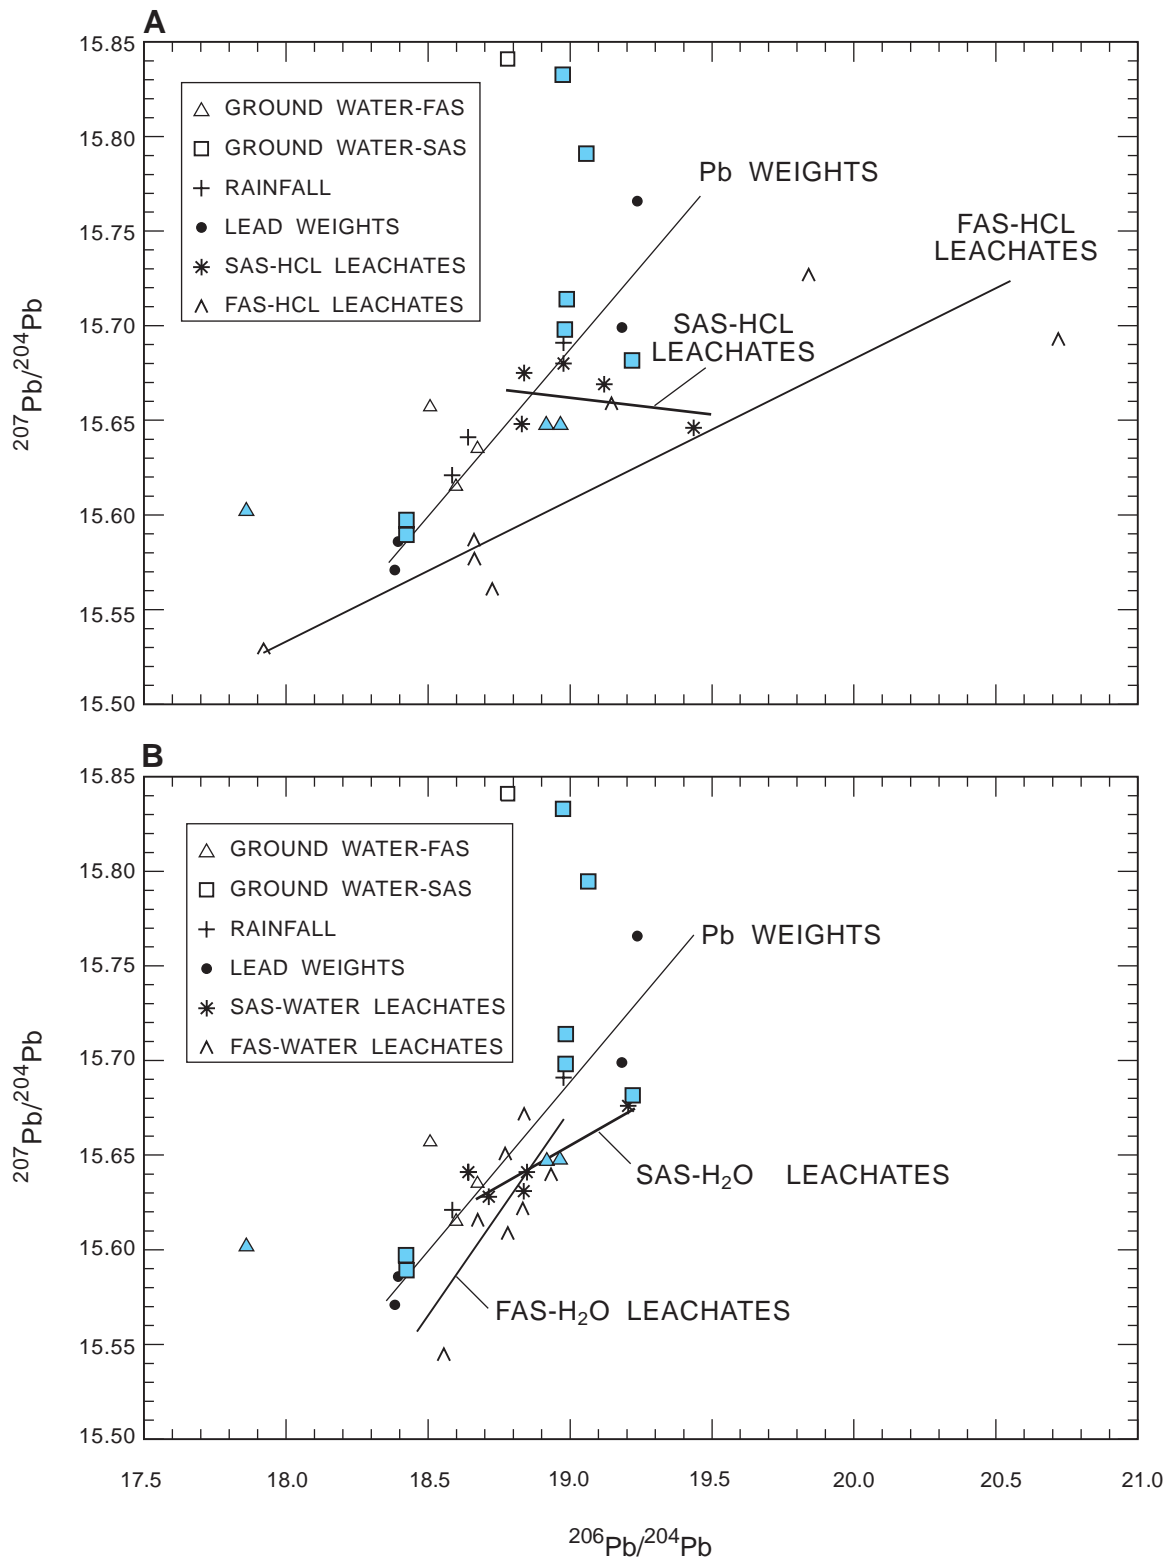 A
15.85
15.80
15.75
15.70
15.65
15.60
15.55
15.50
207Pb/204Pb
GROUND WATER-FAS
GROUND WATER-SAS
RAINFALL
LEAD WEIGHTS
SAS-HCL LEACHATES
FAS-HCL LEACHATES
Pb WEIGHTS
FAS-HCL
LEACHATES
SAS-HCL
LEACHATES
B
15.85
15.80
15.75
15.70
15.65
15.60
15.55
15.50
207Pb/204Pb
GROUND WATER-FAS
GROUND WATER-SAS
RAINFALL
LEAD WEIGHTS
SAS-WATER LEACHATES
FAS-WATER LEACHATES
Pb WEIGHTS
SAS-H2O LEACHATES
FAS-H2O LEACHATES
17.5 18.0 18.5 19.0 19.5 20.0 20.5 21.0
206Pb/204Pb